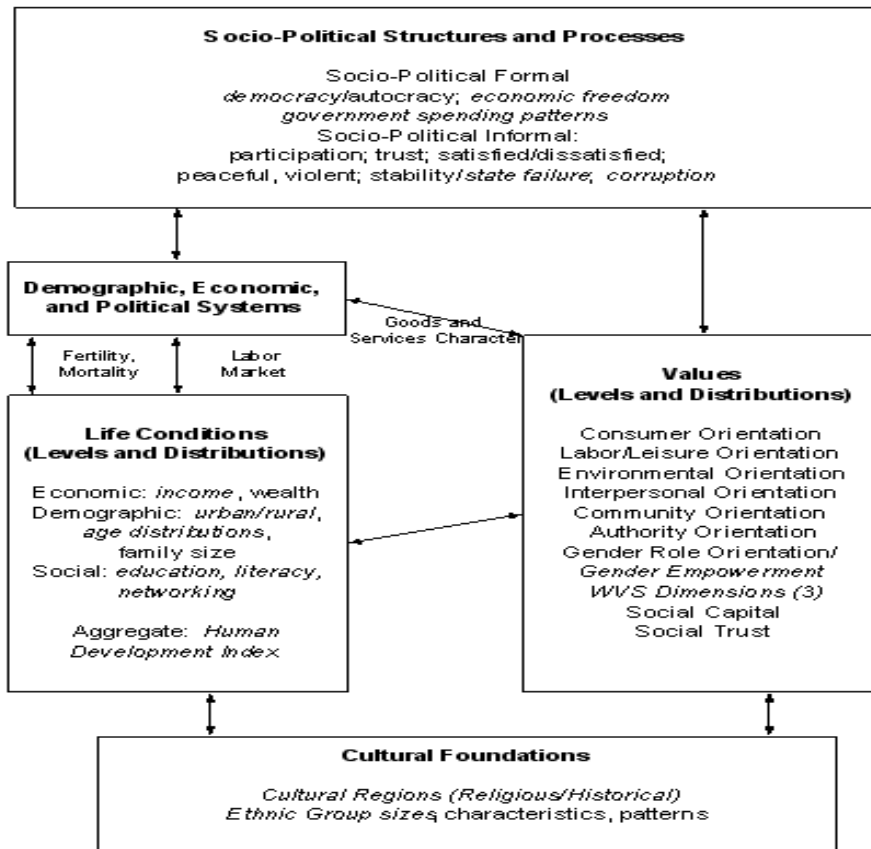 Socio-Political Structures and Processes
Socio-Political Formal
democracy/autocracy; economic freedom
government spending patterns
Socio-Political Informal:
participation; trust; satisfied/dissatisfied;
peaceful, violent; stability/state failure; corruption
Demographic, Economic,
and Political Systems
Goods and
Services Character
Fertility,
Mortality
Labor
Market
Life Conditions
(Levels and Distributions)
Economic: income, wealth
Demographic: urban/rural,
age distributions,
family size
Social: education, literacy,
networking
Aggregate: Human
Development Index
Values
(Levels and Distributions)
Consumer Orientation
Labor/Leisure Orientation
Environmental Orientation
Interpersonal Orientation
Community Orientation
Authority Orientation
Gender Role Orientation/
Gender Empowerment
WVS Dimensions (3)
Social Capital
Social Trust
Cultural Foundations
Cultural Regions (Religious/Historical)
Ethnic Group sizes, characteristics, patterns